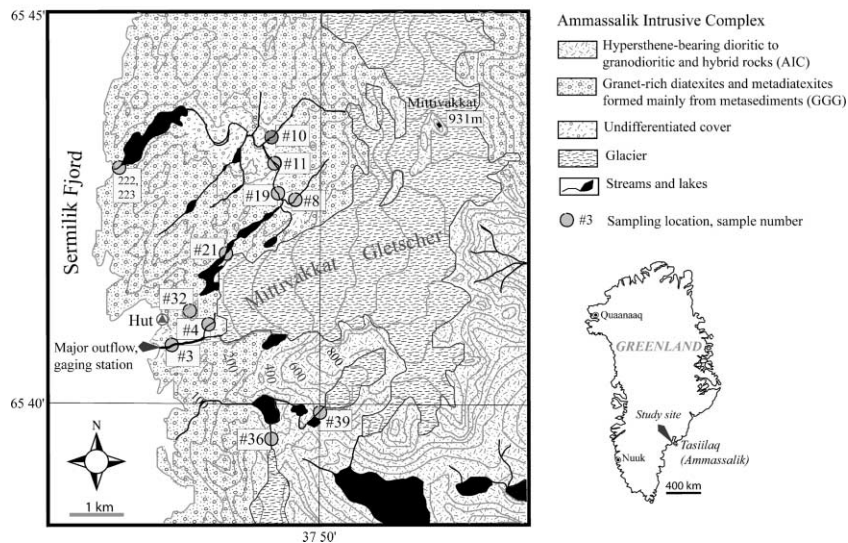 65 45'
Mittivakkat
931m
#10
#11
222,
223
#19
#8
Sermilik Fjord
#21
Mittivakkat Gletscher
#32
Hut
#4
#3
Major outflow,
gaging station
200
400
600
800
65 40'
#39
#36
N
1 km
37 50'
Ammassalik Intrusive Complex
Hypersthene-bearing dioritic to
granodioritic and hybrid rocks (AIC)
Granet-rich diatexites and metadiatexites
formed mainly from metasediments (GGG)
Undifferentiated cover
Glacier
Streams and lakes
#3 Sampling location, sample number
Quaanaaq
GREENLAND
Study site
Tasiilaq
(Ammassalik)
Nuuk
400 km